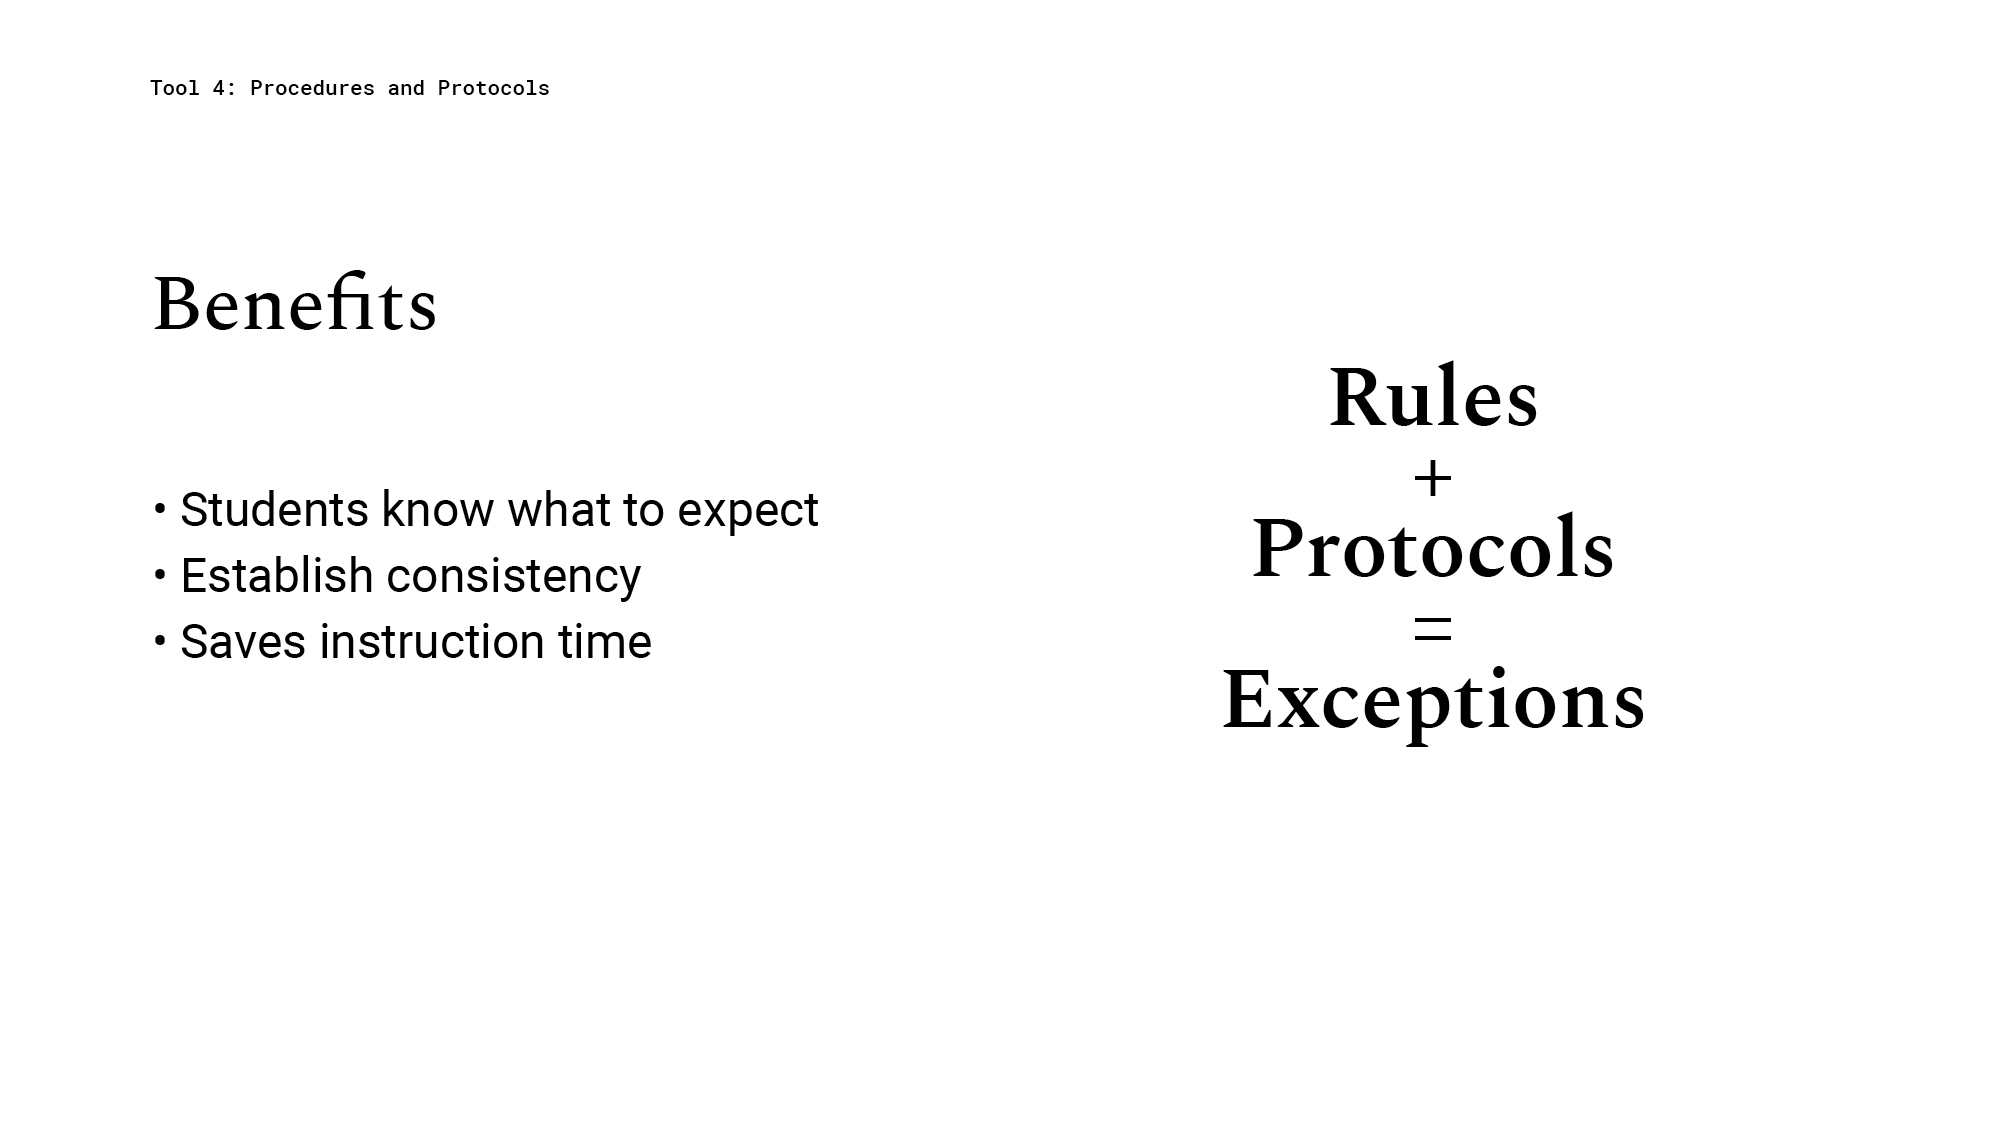 Tool 4: Procedures and Protocols
Benefits
• Students know what to expect
• Establish consistency
• Saves instruction time
Rules
+
Protocols
=
Exceptions